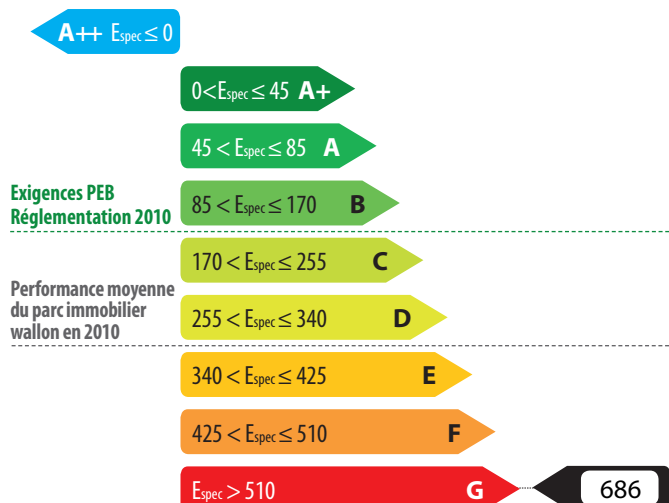 A++ Espec ≤ 0
0<Espec ≤ 45 A+
45 < Espec ≤ 85 A
Exigences PEB
Réglementation 2010
85 < Espec ≤ 170 B
170 < Espec ≤ 255 C
Performance moyenne
du parc immobilier
wallon en 2010
255 < Espec ≤ 340 D
340 < Espec ≤ 425 E
425 < Espec ≤ 510 F
Espec > 510 G
686